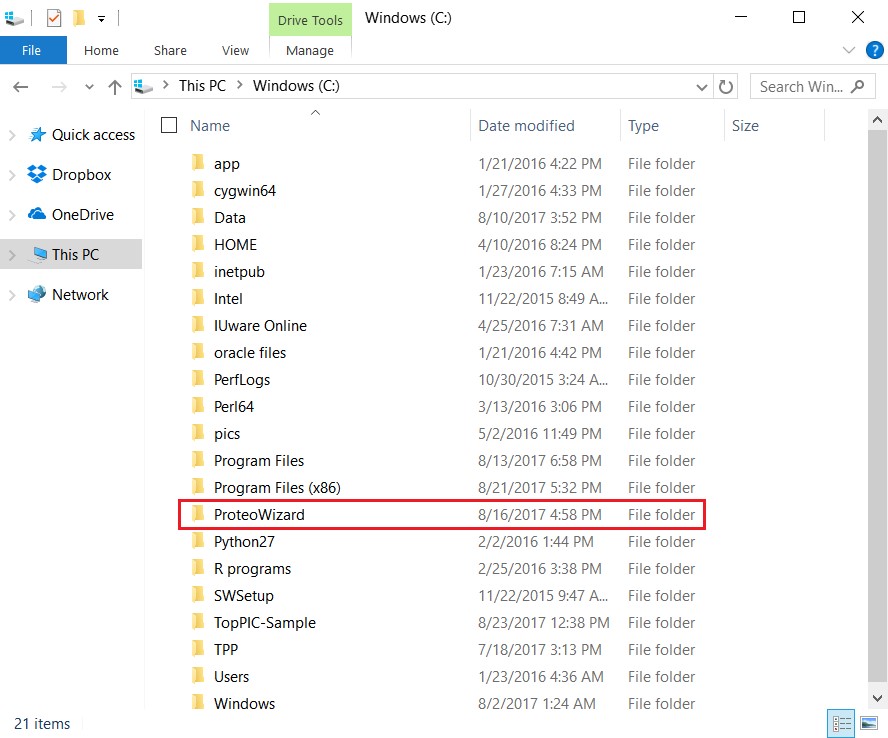 Drive Tools Windows (C:)
File Home Share View Manage
This PC Windows (C:) Search Win...
Name Date modified Type Size
Quick access
Dropbox
OneDrive
This PC
Network
app 1/21/2016 4:22 PM File folder
cygwin64 1/27/2016 4:33 PM File folder
Data 8/10/2017 3:52 PM File folder
HOME 4/10/2016 8:24 PM File folder
inetpub 1/23/2016 7:15 AM File folder
Intel 11/22/2015 8:49 A... File folder
IUware Online 4/25/2016 7:31 AM File folder
oracle files 1/21/2016 4:42 PM File folder
PerfLogs 10/30/2015 3:24 A... File folder
Perl64 3/13/2016 3:06 PM File folder
pics 5/2/2016 11:49 PM File folder
Program Files 8/13/2017 6:58 PM File folder
Program Files (x86) 8/21/2017 5:32 PM File folder
ProteoWizard 8/16/2017 4:58 PM File folder
Python27 2/2/2016 1:44 PM File folder
R programs 2/25/2016 3:38 PM File folder
SWSetup 11/22/2015 9:47 A... File folder
TopPIC-Sample 8/23/2017 12:38 PM File folder
TPP 7/18/2017 3:13 PM File folder
Users 1/23/2016 4:36 AM File folder
Windows 8/2/2017 1:24 AM File folder
21 items